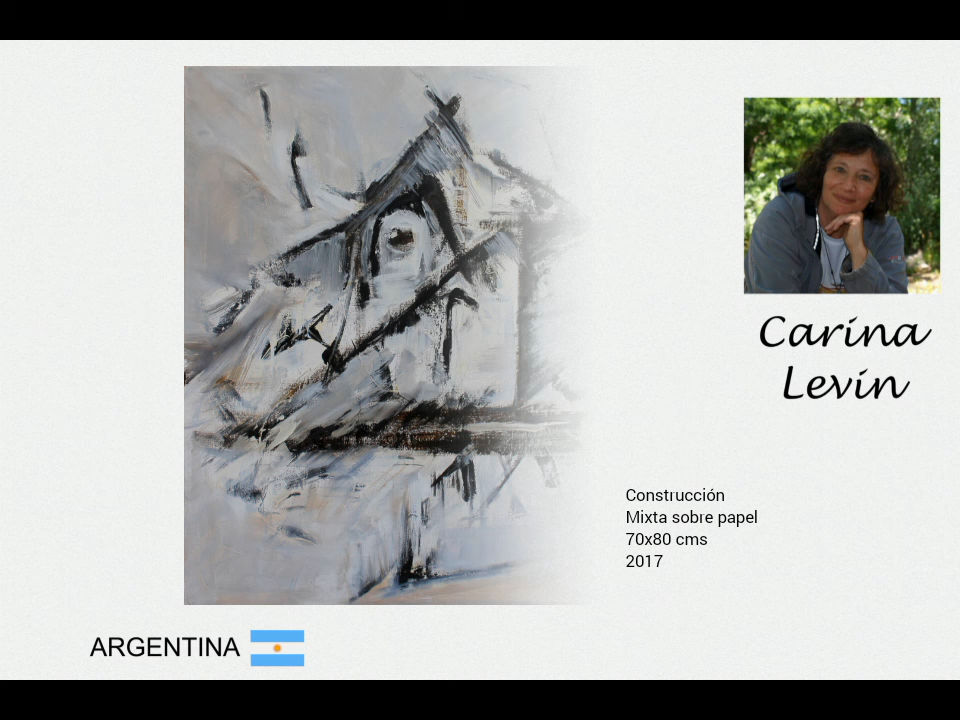 Carina
Levin
Construcción
Mixta sobre papel
70x80 cms
2017
ARGENTINA